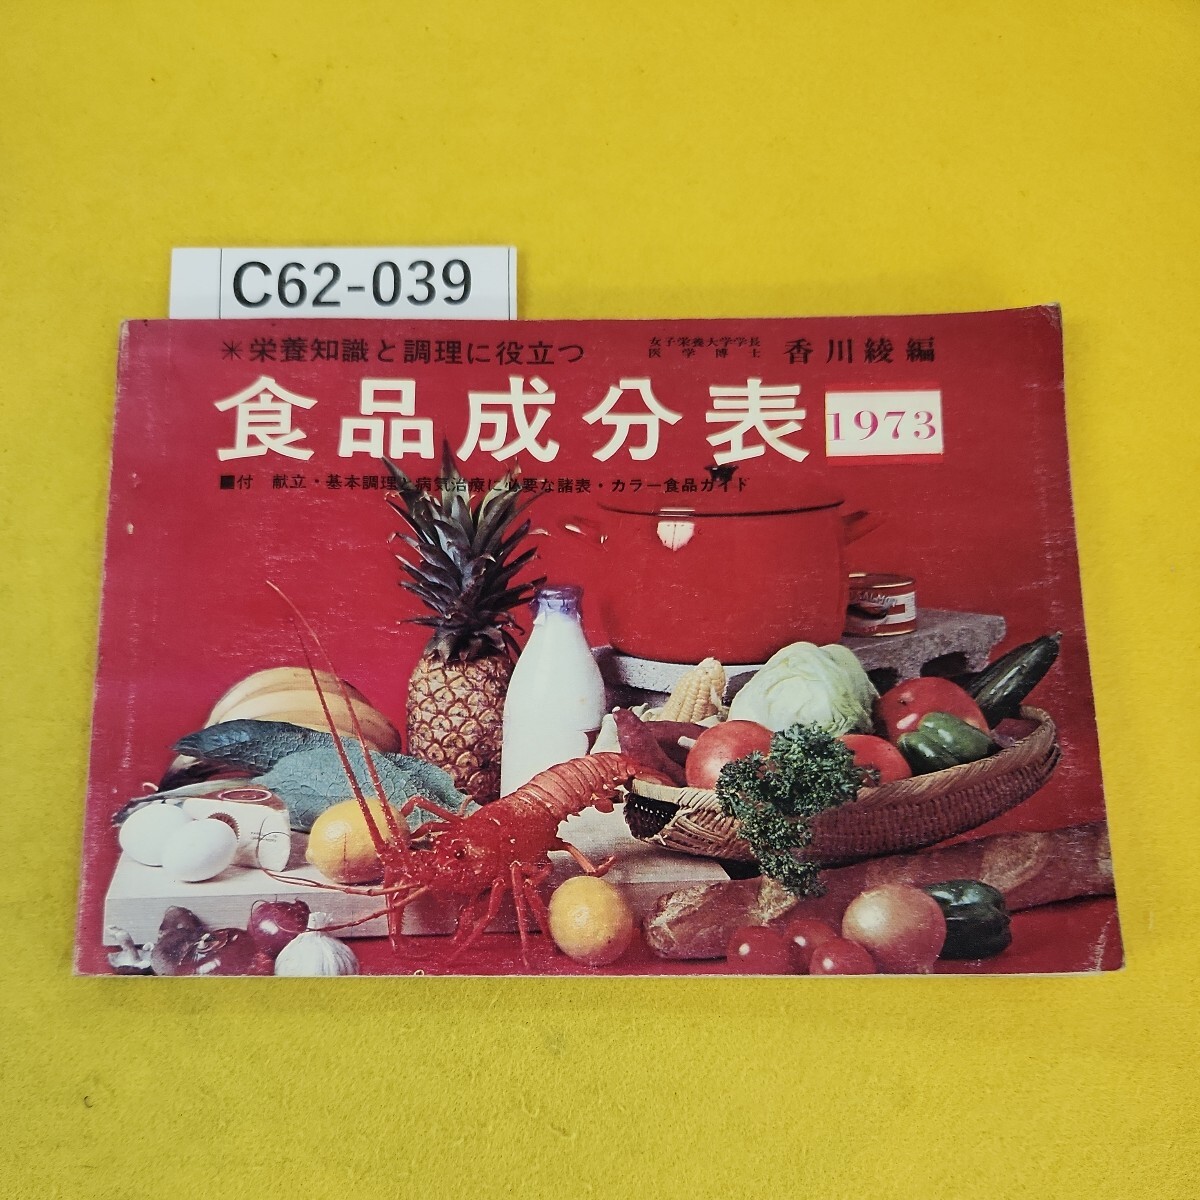 C62-039
＊栄養知識と調理に役立つ
女子栄養大学学長
医学博士
香川綾編
食品成分表
1973
■付 献立・基本調理と病気治療に必要な諸表・カラー食品ガイド
SALMON